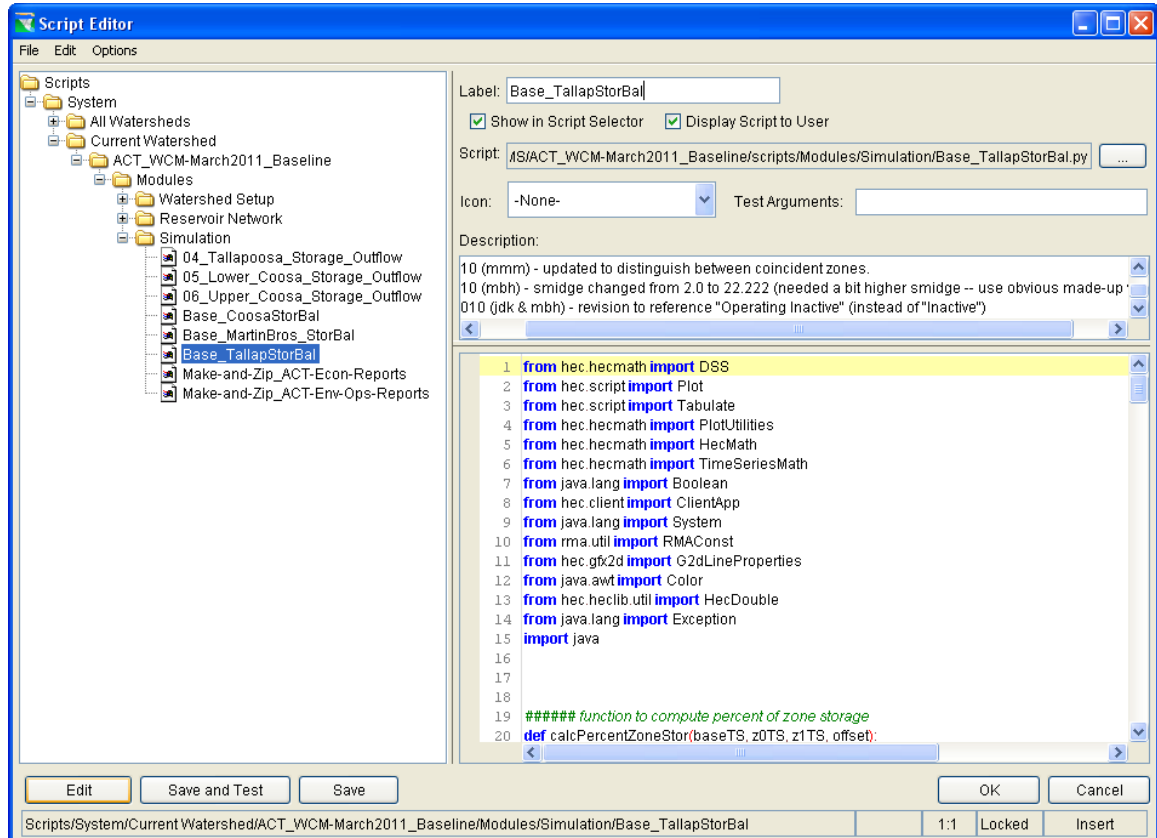 Script Editor
File Edit Options
Scripts
System
All Watersheds
Current Watershed
ACT_WCM-March2011_Baseline
Modules
Watershed Setup
Reservoir Network
Simulation
04_Tallapoosa_Storage_Outflow
05_Lower_Coosa_Storage_Outflow
06_Upper_Coosa_Storage_Outflow
Base_CoosaStorBal
Base_MartinBros_StorBal
Base_TallapStorBal
Make-and-Zip_ACT-Econ-Reports
Make-and-Zip_ACT-Env-Ops-Reports
Label: Base_TallapStorBal
Show in Script Selector Display Script to User
Script: /IS/ACT_WCM-March2011_Baseline/scripts/Modules/Simulation/Base_TallapStorBal.py ...
Icon: -None- Test Arguments:
Description:
10 (mmm) - updated to distinguish between coincident zones.
10 (mbh) - smidge changed from 2.0 to 22.222 (needed a bit higher smidge -- use obvious made-up
010 (jdk & mbh) - revision to reference "Operating Inactive" (instead of "Inactive")
1 from hec.hecmath import DSS
2 from hec.script import Plot
3 from hec.script import Tabulate
4 from hec.hecmath import PlotUtilities
5 from hec.hecmath import HecMath
6 from hec.hecmath import TimeSeriesMath
7 from java.lang import Boolean
8 from hec.client import ClientApp
9 from java.lang import System
10 from rma.util import RMAConst
11 from hec.gfx2d import G2dLineProperties
12 from java.awt import Color
13 from hec.heclib.util import HecDouble
14 from java.lang import Exception
15 import java
16
17
18
19 ###### function to compute percent of zone storage
20 def calcPercentZoneStor(baseTS, z0TS, z1TS, offset):
Edit Save and Test Save OK Cancel
Scripts/System/Current Watershed/ACT_WCM-March2011_Baseline/Modules/Simulation/Base_TallapStorBal 1:1 Locked Insert